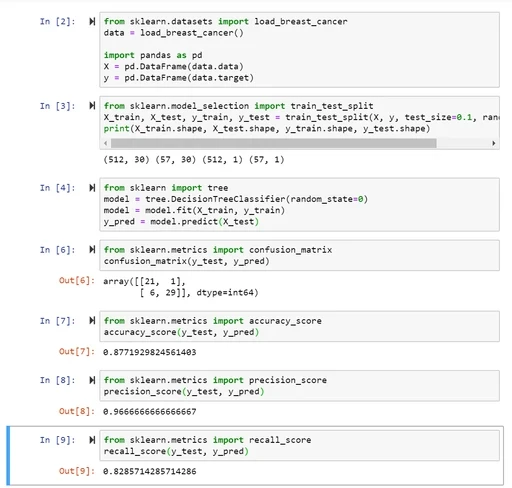 In [2]:
from sklearn.datasets import load_breast_cancer
data = load_breast_cancer()
import pandas as pd
X = pd.DataFrame(data.data)
y = pd.DataFrame(data.target)
In [3]:
from sklearn.model_selection import train_test_split
X_train, X_test, y_train, y_test = train_test_split(X, y, test_size=0.1, ran
print(X_train.shape, X_test.shape, y_train.shape, y_test.shape)
(512, 30) (57, 30) (512, 1) (57, 1)
In [4]:
from sklearn import tree
model = tree.DecisionTreeClassifier(random_state=0)
model = model.fit(X_train, y_train)
y_pred = model.predict(X_test)
In [6]:
from sklearn.metrics import confusion_matrix
confusion_matrix(y_test, y_pred)
Out[6]:
array([[21,  1],
       [ 6, 29]], dtype=int64)
In [7]:
from sklearn.metrics import accuracy_score
accuracy_score(y_test, y_pred)
Out[7]:
0.8771929824561403
In [8]:
from sklearn.metrics import precision_score
precision_score(y_test, y_pred)
Out[8]:
0.9666666666666667
In [9]:
from sklearn.metrics import recall_score
recall_score(y_test, y_pred)
Out[9]:
0.8285714285714286